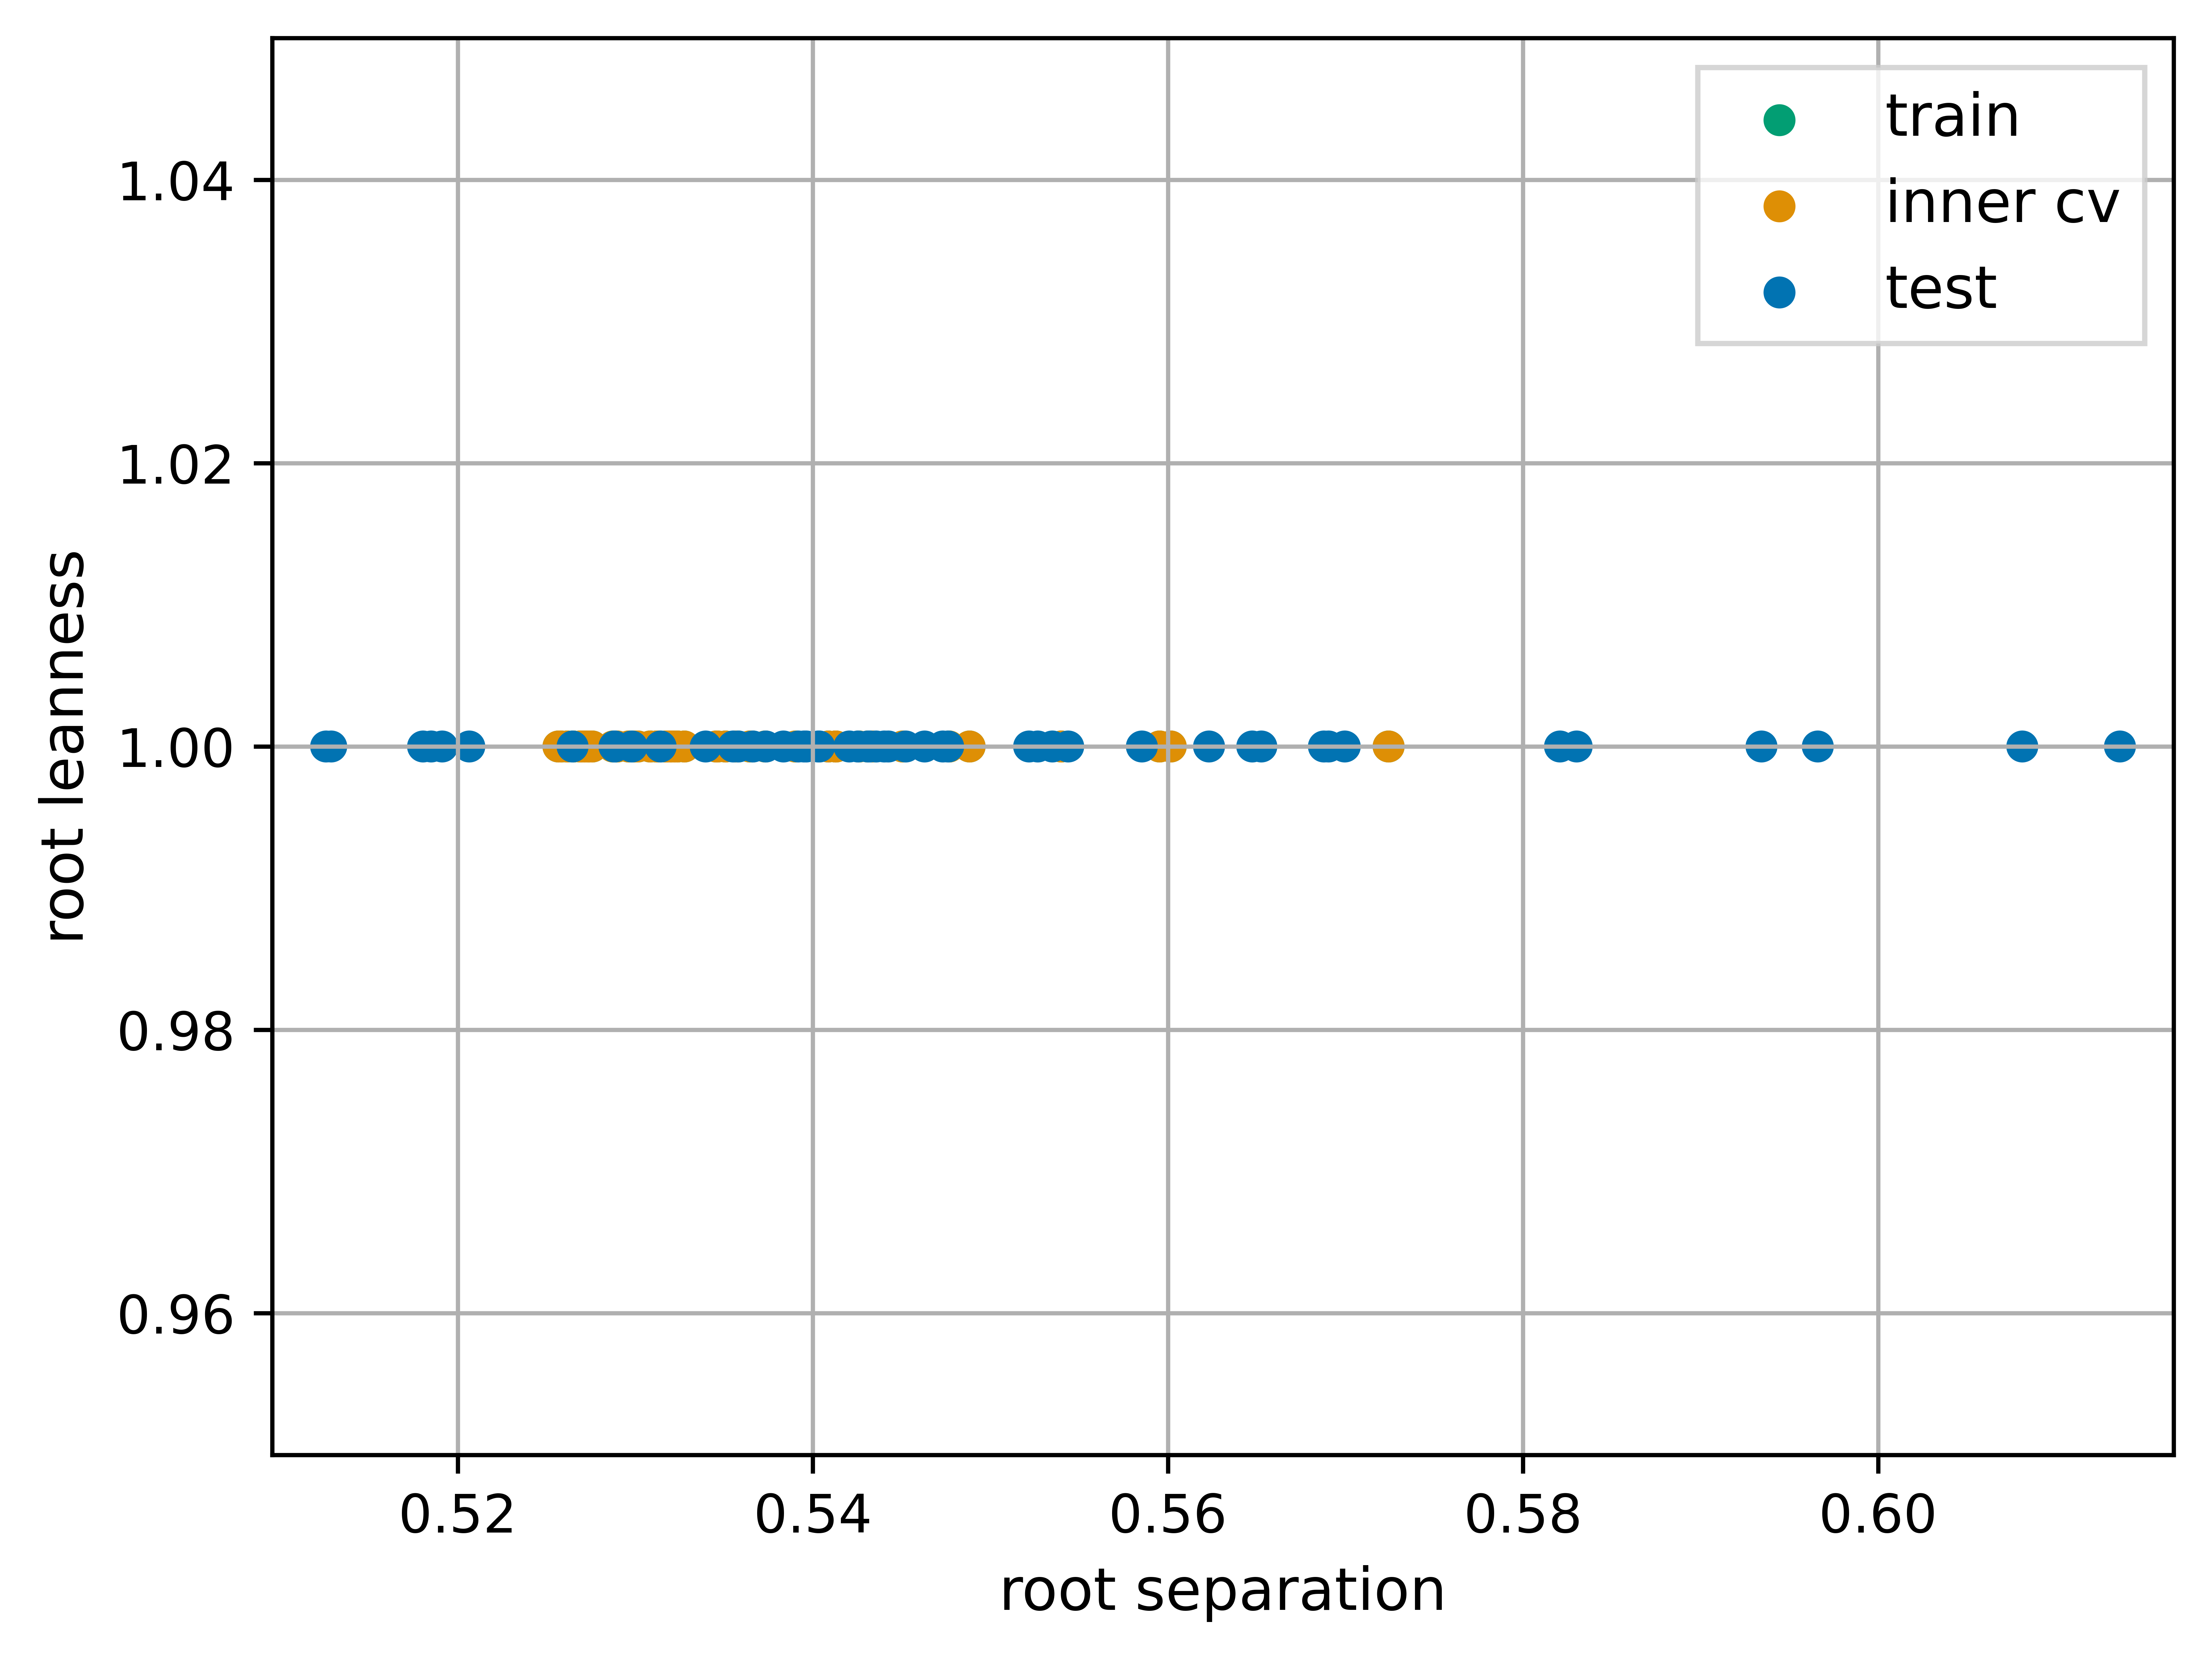 train
inner cv
test
1.04
1.02
1.00
0.98
0.96
root leanness
0.52 0.54 0.56 0.58 0.60
root separation